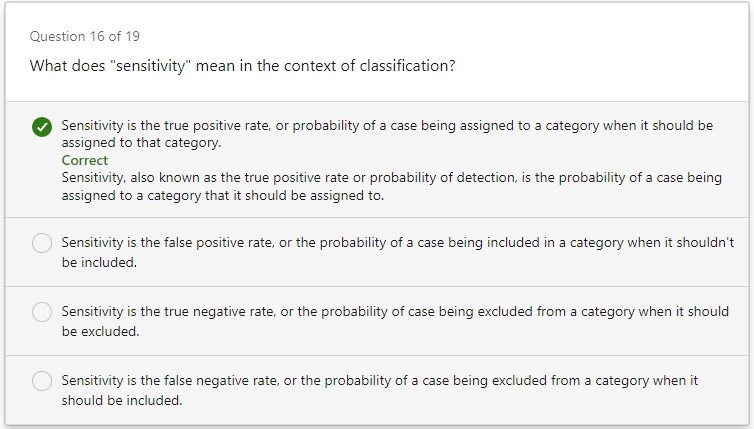 Question 16 of 19
What does "sensitivity" mean in the context of classification?
Sensitivity is the true positive rate, or probability of a case being assigned to a category when it should be
assigned to that category.
Correct
Sensitivity, also known as the true positive rate or probability of detection, is the probability of a case being
assigned to a category that it should be assigned to.
Sensitivity is the false positive rate, or the probability of a case being included in a category when it shouldn't
be included.
Sensitivity is the true negative rate, or the probability of case being excluded from a category when it should
be excluded.
Sensitivity is the false negative rate, or the probability of a case being excluded from a category when it
should be included.